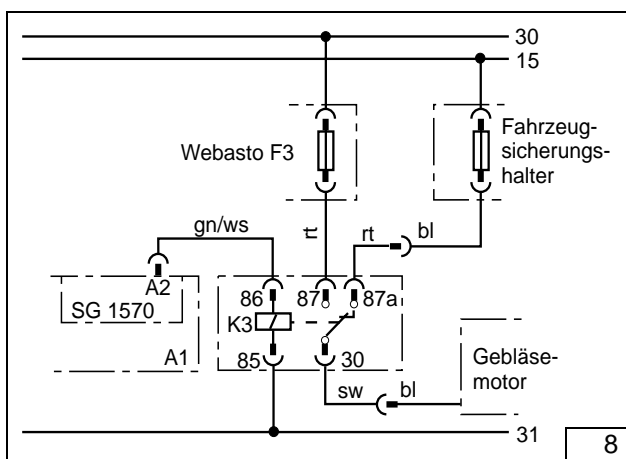 30
15
Webasto F3
Fahrzeug-
sicherungs-
halter
gn/ws
rt
rt
bl
A2
SG 1570
A1
86
87
87a
K3
85
30
sw
bl
Gebläse-
motor
31
8